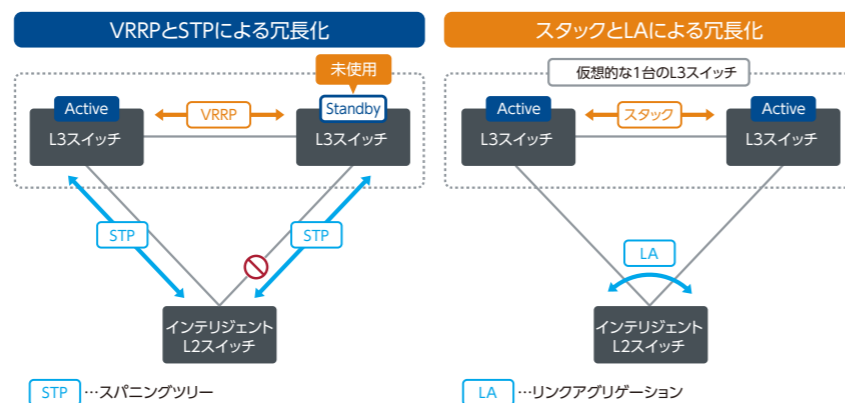 VRRPとSTPによる冗長化
未使用
Active
VRRP
Standby
L3スイッチ
L3スイッチ
STP
STP
インテリジェント
L2スイッチ
STP …スパニングツリー
スタックとLAによる冗長化
仮想的な1台のL3スイッチ
Active
スタック
Active
L3スイッチ
L3スイッチ
LA
インテリジェント
L2スイッチ
LA …リンクアグリゲーション